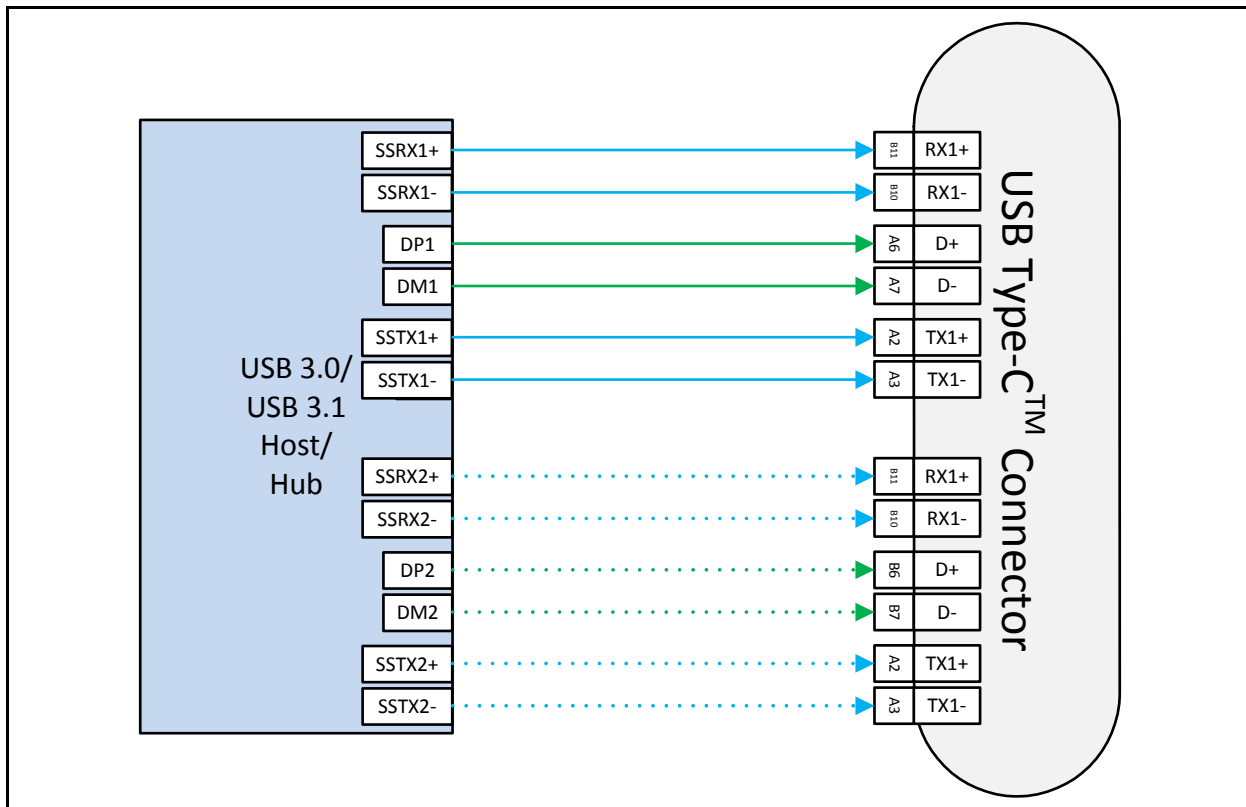 SSRX1+
SSRX1-
DP1
DM1
SSTX1+
SSTX1-
USB 3.0/
USB 3.1
Host/
Hub
SSRX2+
SSRX2-
DP2
DM2
SSTX2+
SSTX2-
B11 RX1+
B10 RX1-
A6 D+
A7 D-
A2 TX1+
A3 TX1-
B11 RX1+
B10 RX1-
B6 D+
B7 D-
A2 TX1+
A3 TX1-
USB Type-C™ Connector